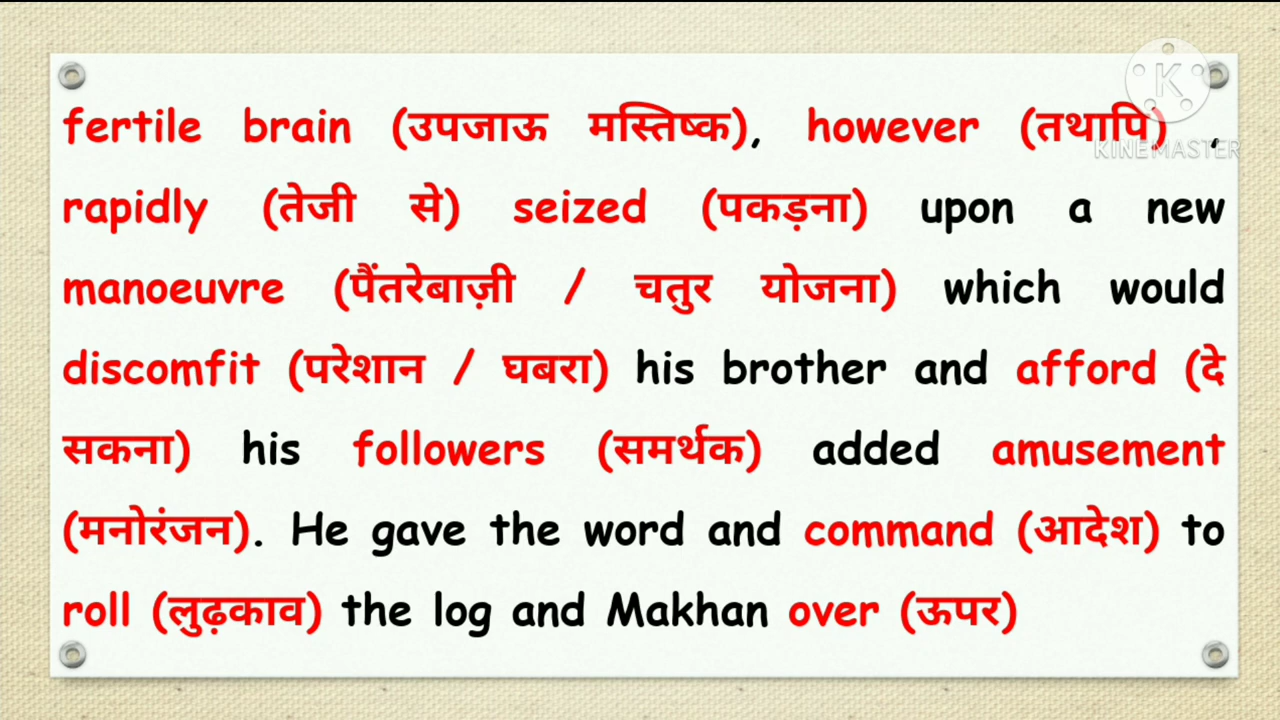 fertile brain (उपजाऊ मस्तिष्क), however (तथापि) ,
rapidly (तेजी से) seized (पकड़ना) upon a new
manoeuvre (पैंतरेबाज़ी / चतुर योजना) which would
discomfit (परेशान / घबरा) his brother and afford (दे
सकना) his followers (समर्थक) added amusement
(मनोरंजन). He gave the word and command (आदेश) to
roll (लुढ़काव) the log and Makhan over (ऊपर)
K
KINEMASTER